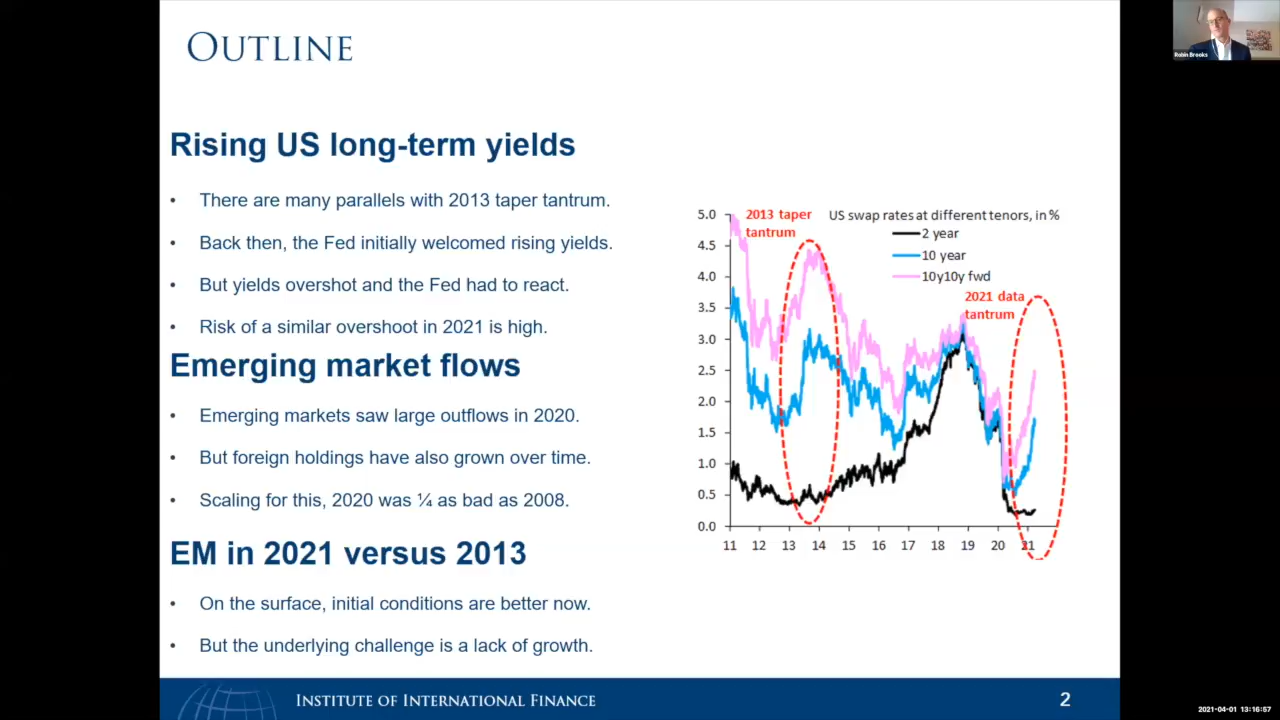 OUTLINE
Robin Brooks
Rising US long-term yields
• There are many parallels with 2013 taper tantrum.
• Back then, the Fed initially welcomed rising yields.
• But yields overshot and the Fed had to react.
• Risk of a similar overshoot in 2021 is high.
Emerging market flows
• Emerging markets saw large outflows in 2020.
• But foreign holdings have also grown over time.
• Scaling for this, 2020 was ¼ as bad as 2008.
EM in 2021 versus 2013
• On the surface, initial conditions are better now.
• But the underlying challenge is a lack of growth.
US swap rates at different tenors, in %
2 year
10 year
10y10y fwd
2013 taper
tantrum
2021 data
tantrum
5.0
4.5
4.0
3.5
3.0
2.5
2.0
1.5
1.0
0.5
0.0
11 12 13 14 15 16 17 18 19 20 21
INSTITUTE OF INTERNATIONAL FINANCE
2
2021-04-01 13:16:57